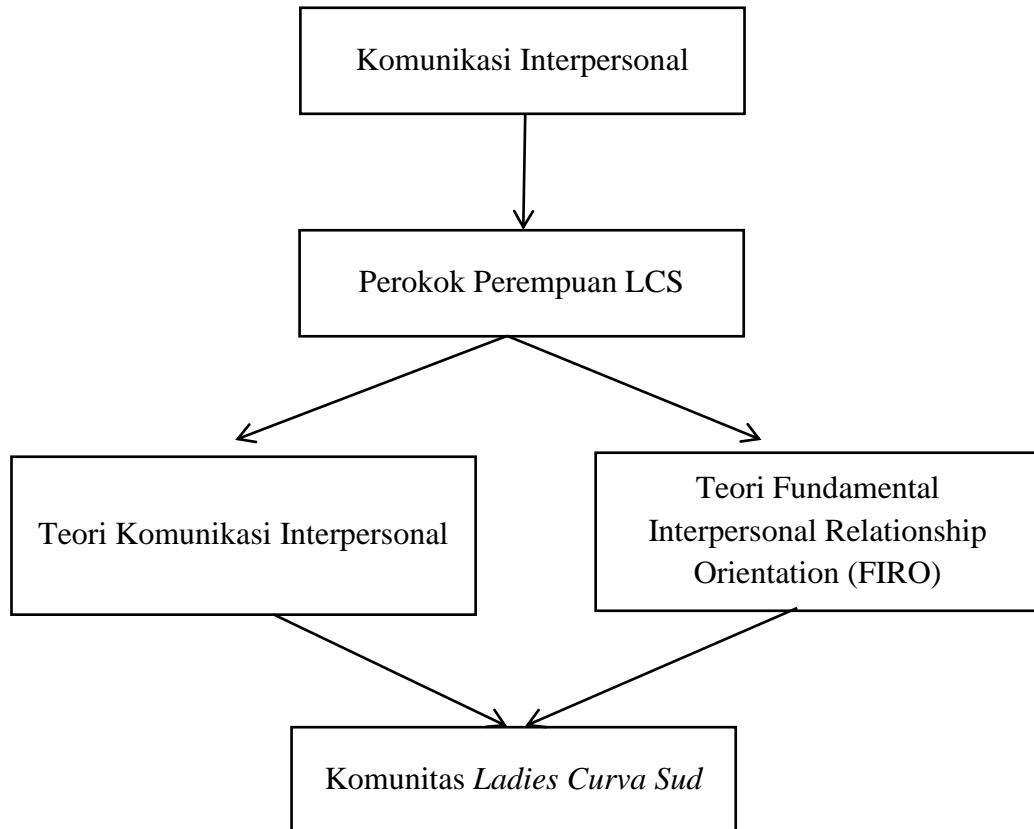 Komunikasi Interpersonal
Perokok Perempuan LCS
Teori Komunikasi Interpersonal
Teori Fundamental
Interpersonal Relationship
Orientation (FIRO)
Komunitas Ladies Curva Sud